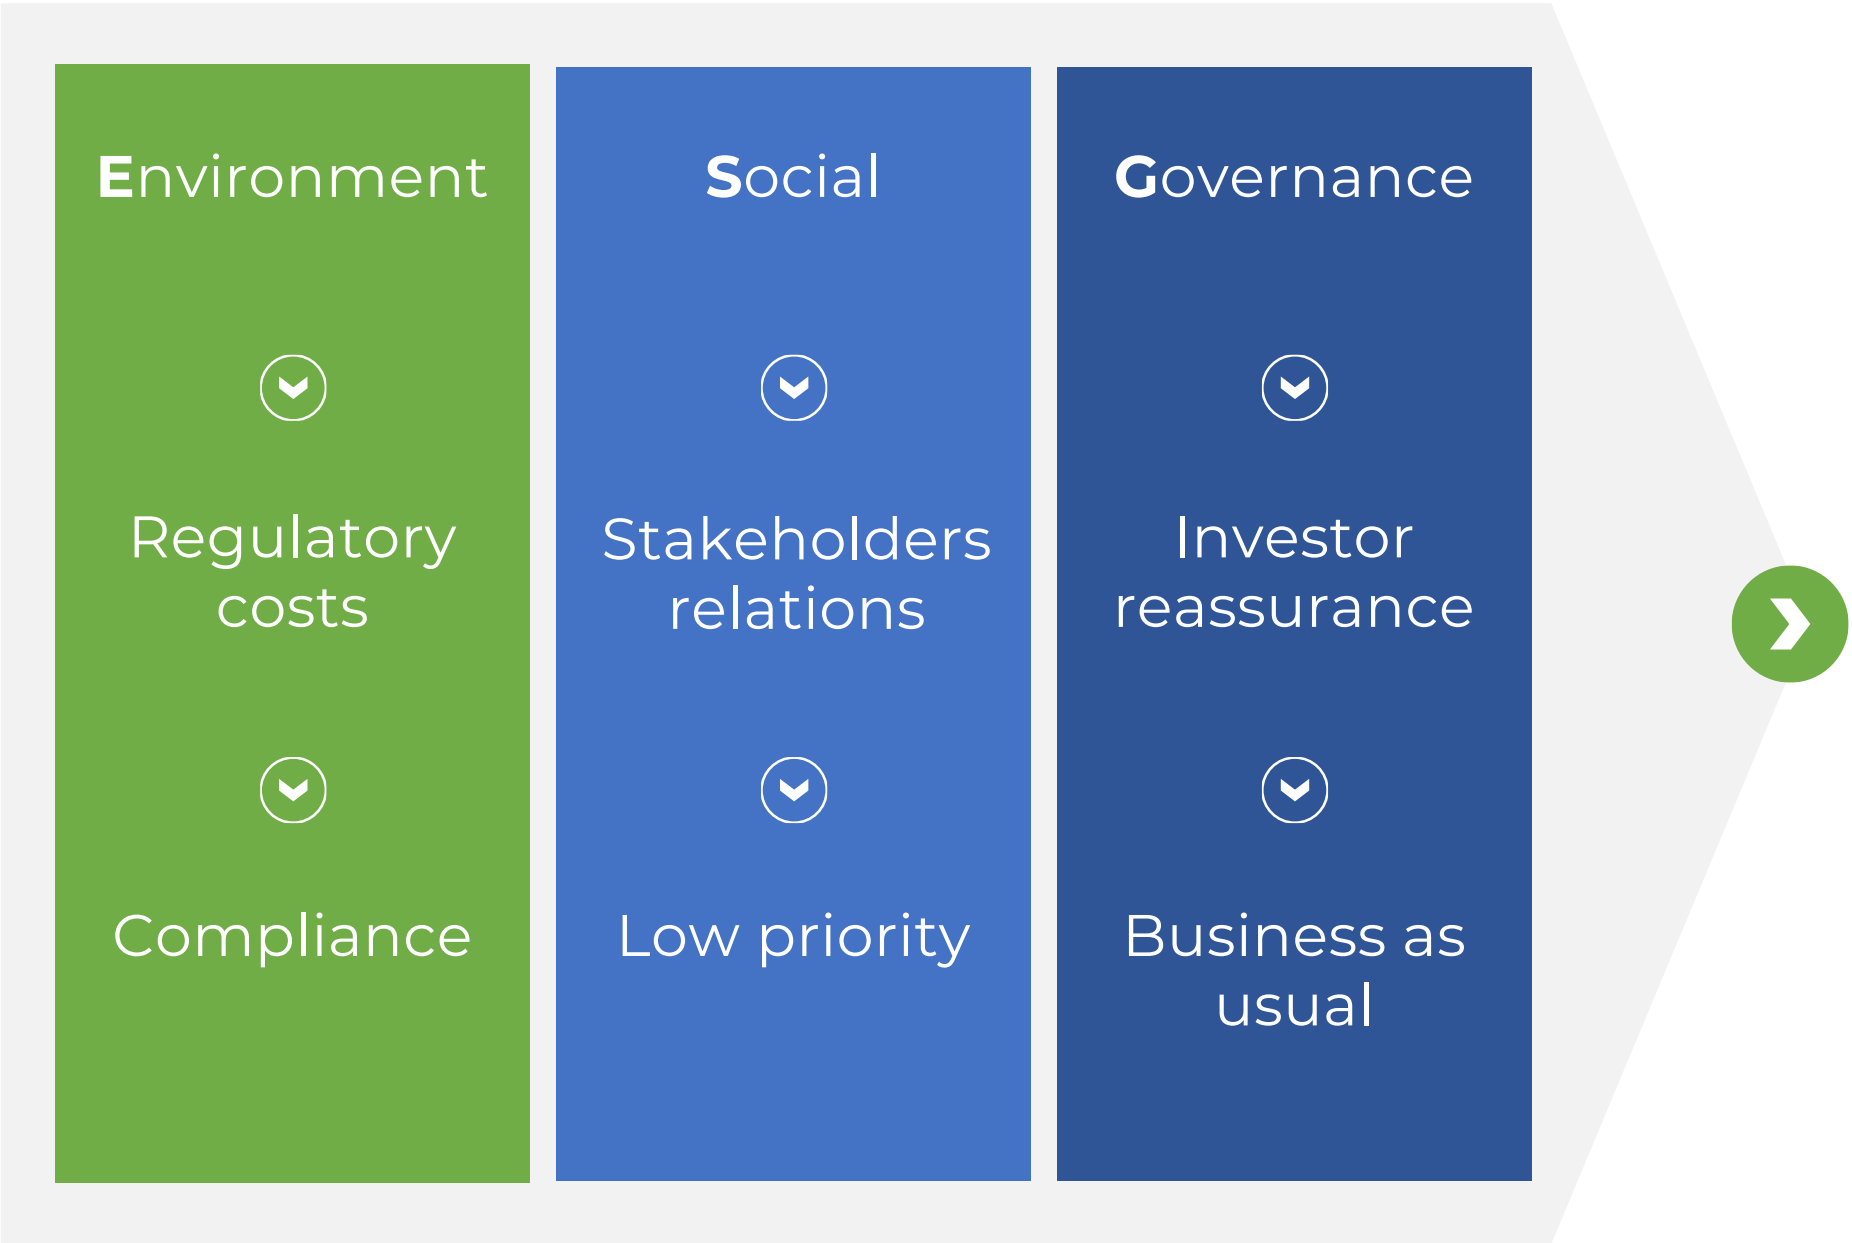 Environment
Regulatory
costs
Compliance
Social
Stakeholders
relations
Low priority
Governance
Investor
reassurance
Business as
usual